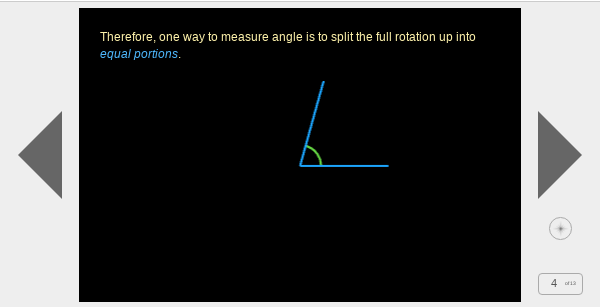 Therefore, one way to measure angle is to split the full rotation up into
equal portions.
4 of 13